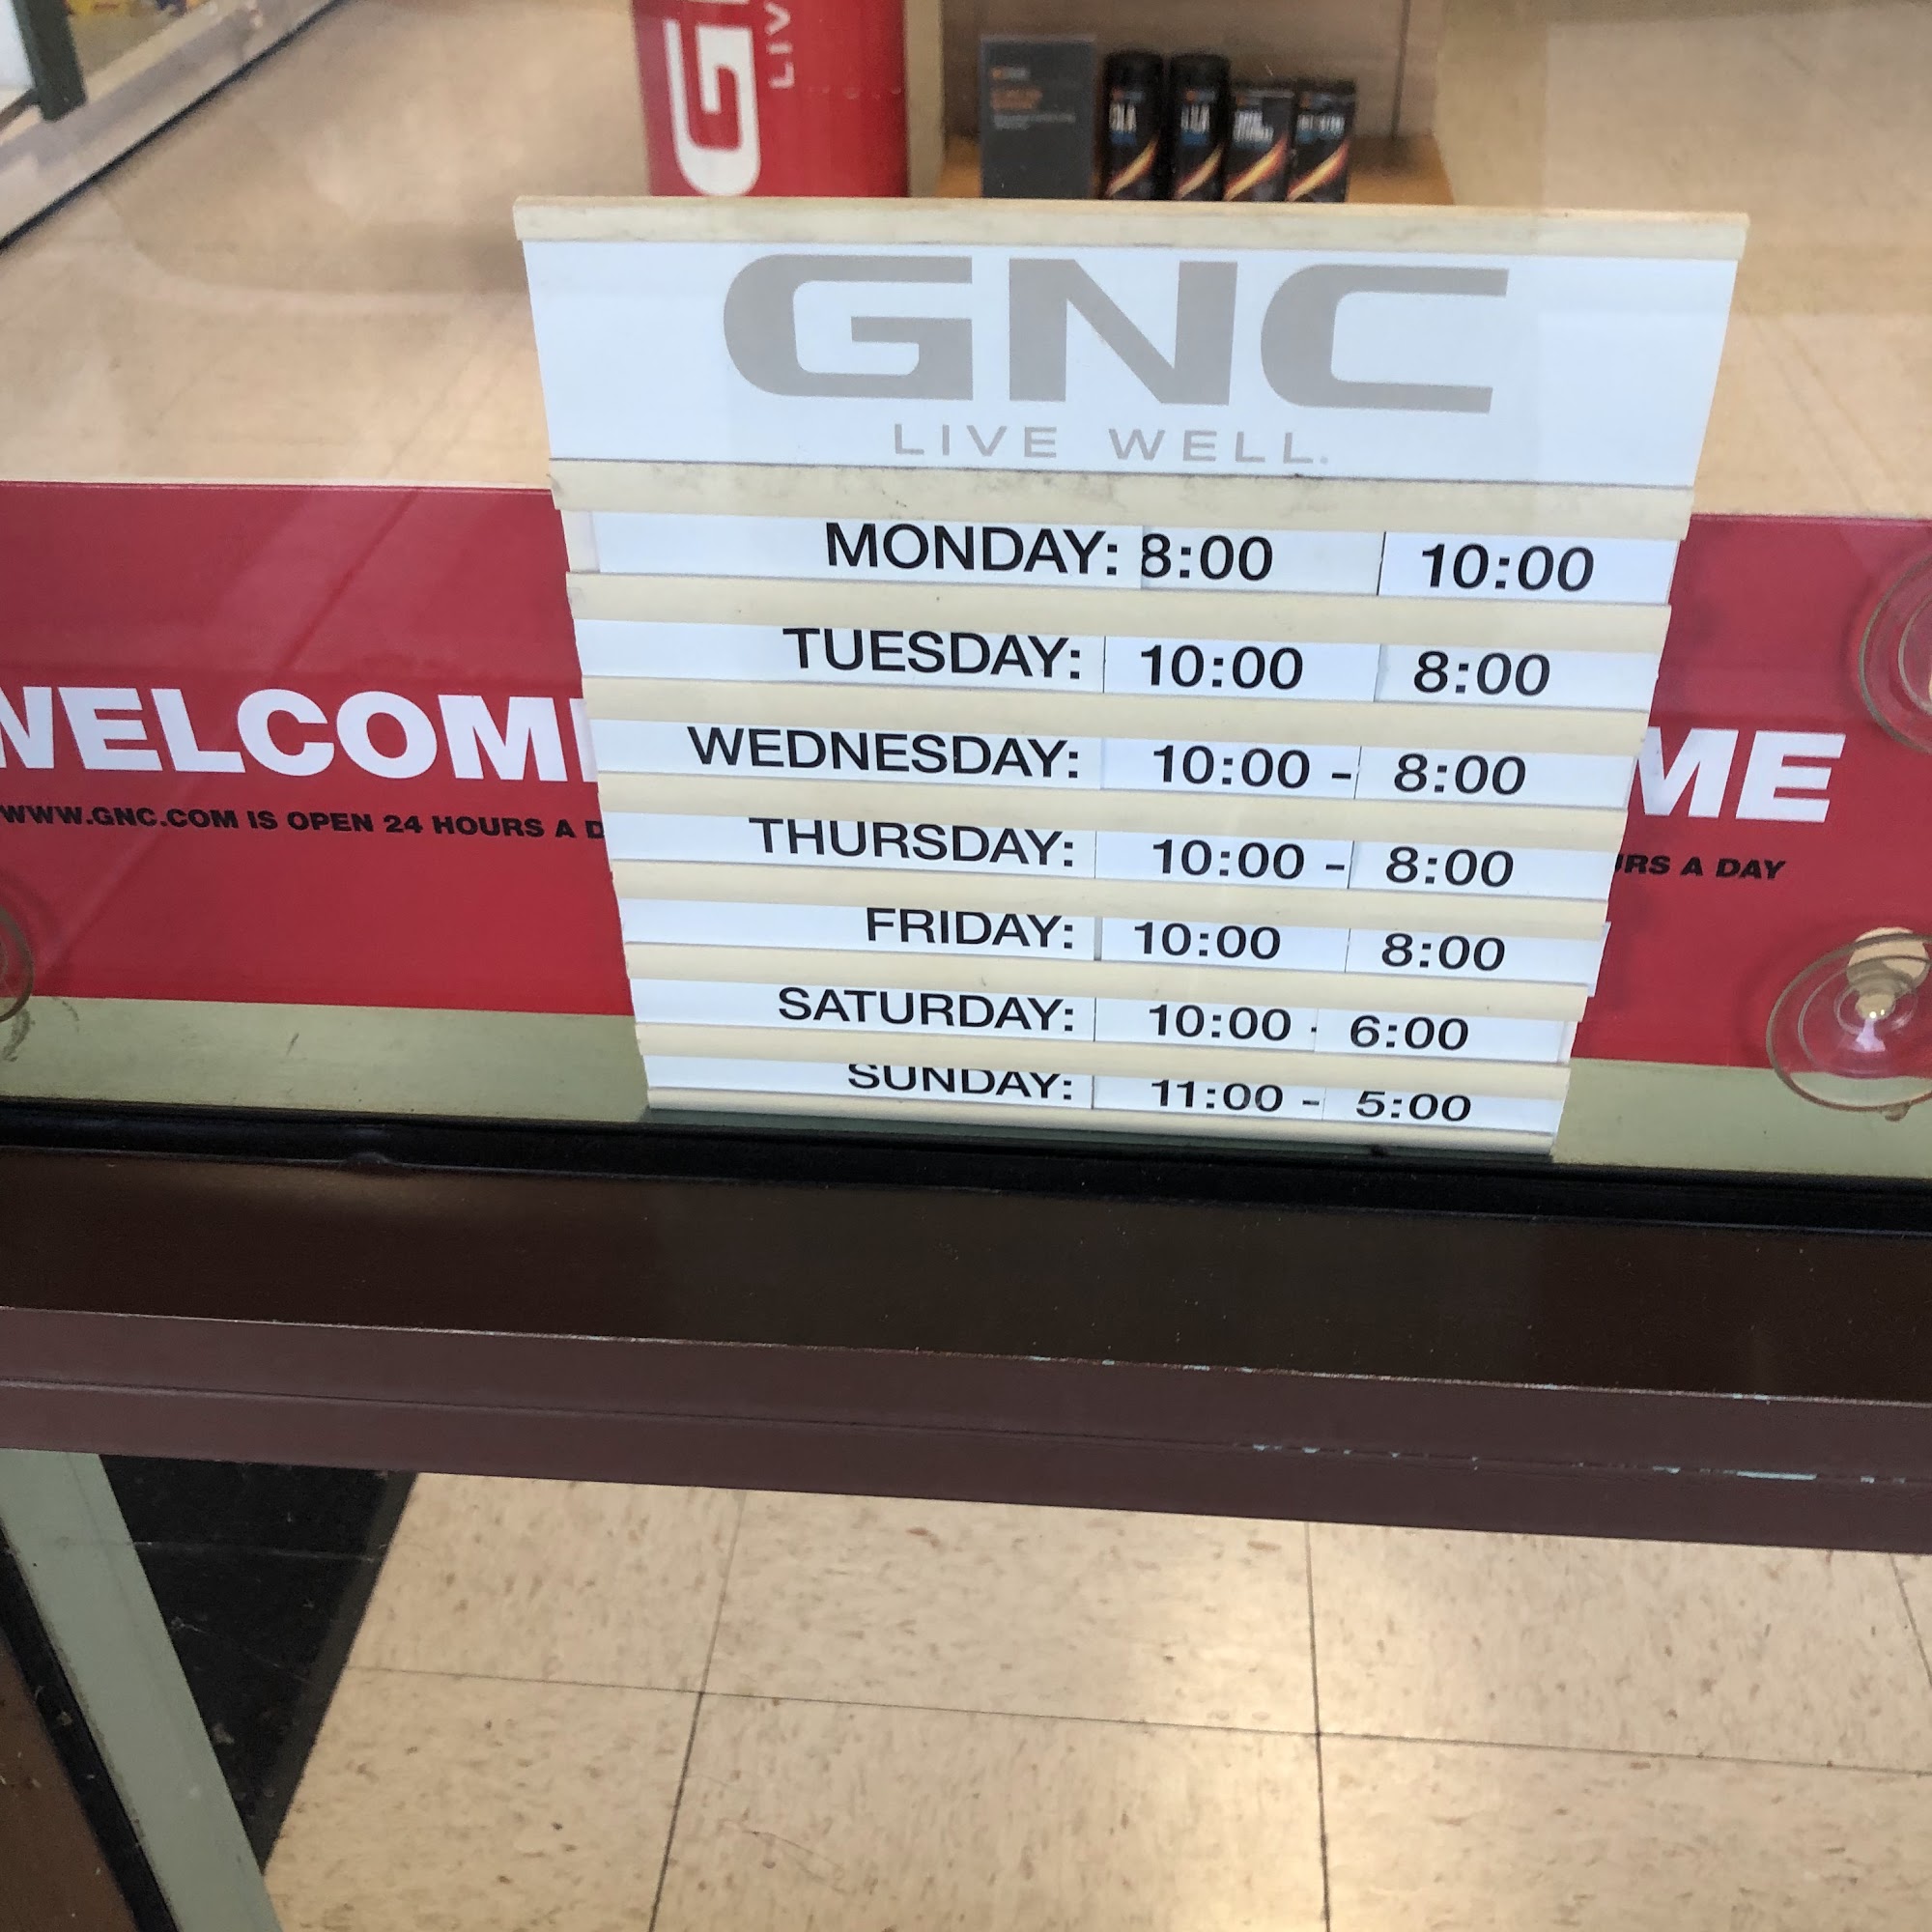 G
LIV
GNC
LIVE WELL.
MONDAY: 8:00 10:00
TUESDAY: 10:00 8:00
WEDNESDAY: 10:00 - 8:00
THURSDAY: 10:00 - 8:00
FRIDAY: 10:00 8:00
SATURDAY: 10:00 - 6:00
SUNDAY: 11:00 - 5:00
WELCOM
WWW.GNC.COM IS OPEN 24 HOURS A D
ME
RS A DAY